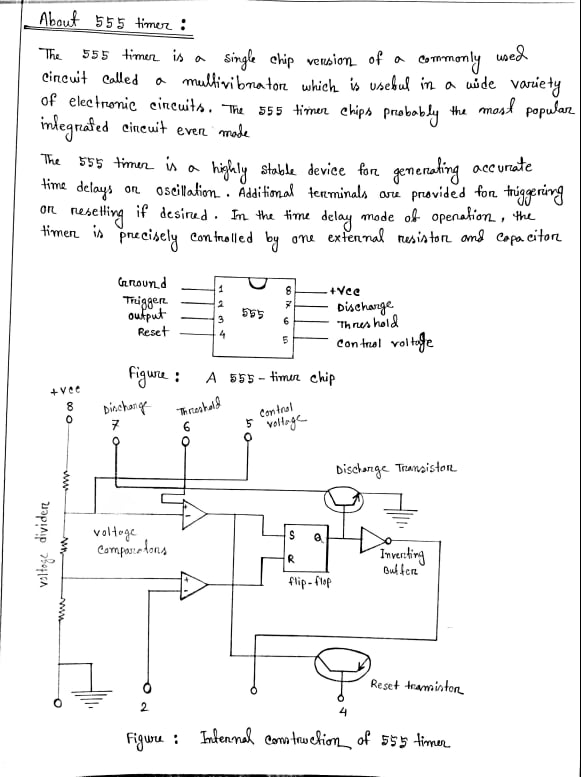 About 555 timer :
The 555 timer is a single chip version of a commonly used
circuit called a multivibrator which is useful in a wide variety
of electronic circuits. The 555 timer chips probably the most popular
integrated circuit ever made
The 555 timer is a highly stable device for generating accurate
time delays or oscillation. Additional terminals are provided for triggering
or resetting if desired. In the time delay mode of operation, the
timer is precisely controlled by one external resistor and capacitor
Ground 1 8 +Vcc
Trigger 2 7 Discharge
output 3 555 6 Threshold
Reset 4 5 control voltage
Figure : A 555-timer chip
+Vcc
8
Discharge
7
Threshold
6
5 control
voltage
Discharge Transistor
voltage divider
voltage
comparators
+
-
+
-
S Q
R
flip-flop
Inverting
Buffer
2
4
Reset transistor
Figure : Internal construction of 555 timer